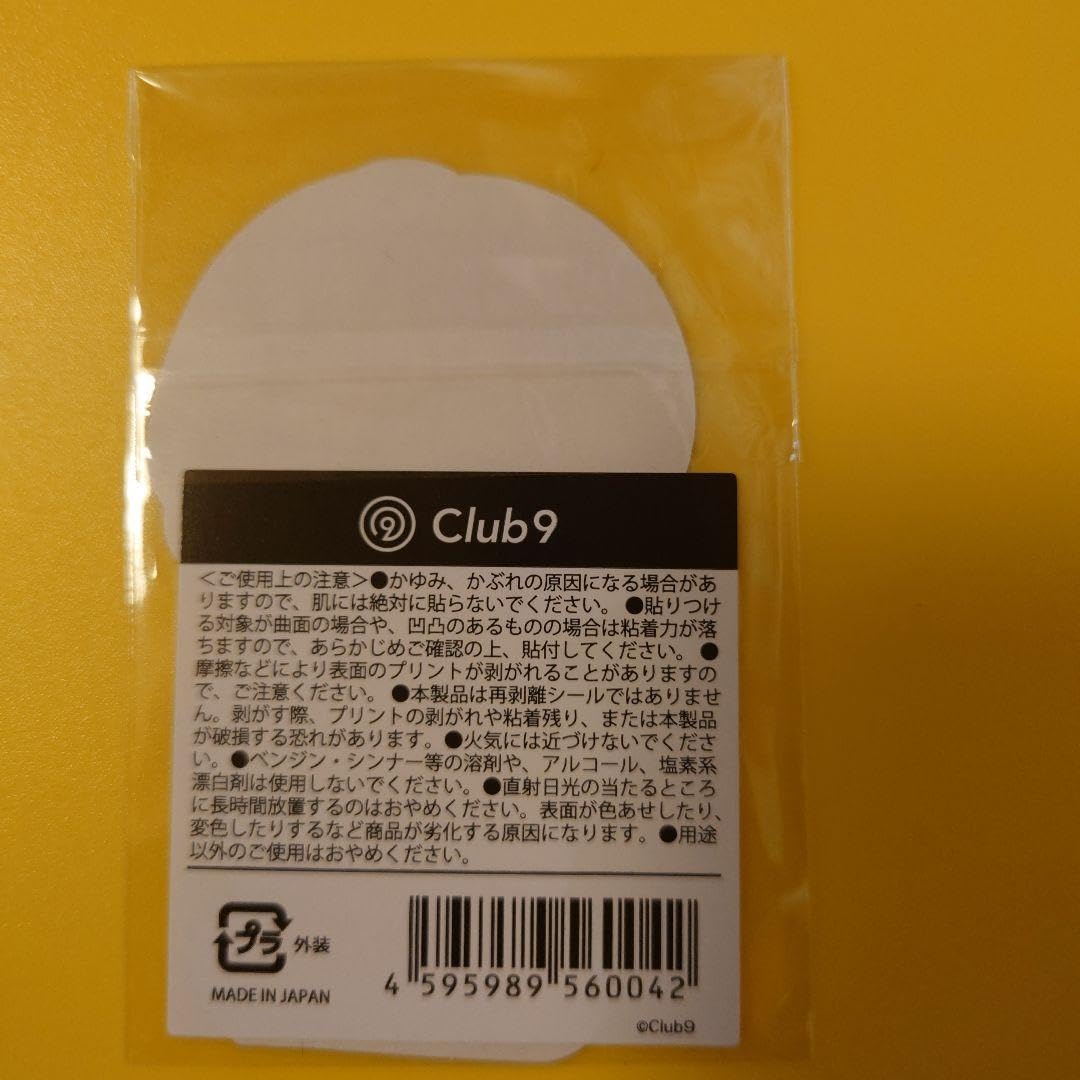 9 Club9
＜ご使用上の注意＞●かゆみ、かぶれの原因になる場合があ
りますので、肌には絶対に貼らないでください。 ●貼りつけ
る対象が曲面の場合や、凹凸のあるものの場合は粘着力が落
ちますので、あらかじめご確認の上、貼付してください。 ●
摩擦などにより表面のプリントが剥がれることがありますの
で、ご注意ください。 ●本製品は再剥離シールではありませ
ん。剥がす際、プリントの剥がれや粘着残り、または本製品
が破損する恐れがあります。●火気には近づけないでくださ
い。●ベンジン・シンナー等の溶剤や、アルコール、塩素系
漂白剤は使用しないでください。●直射日光の当たるところ
に長時間放置するのはおやめください。表面が色あせしたり、
変色したりするなど商品が劣化する原因になります。●用途
以外のご使用はおやめください。
プラ 外装
MADE IN JAPAN
4 595989 560042
©Club9